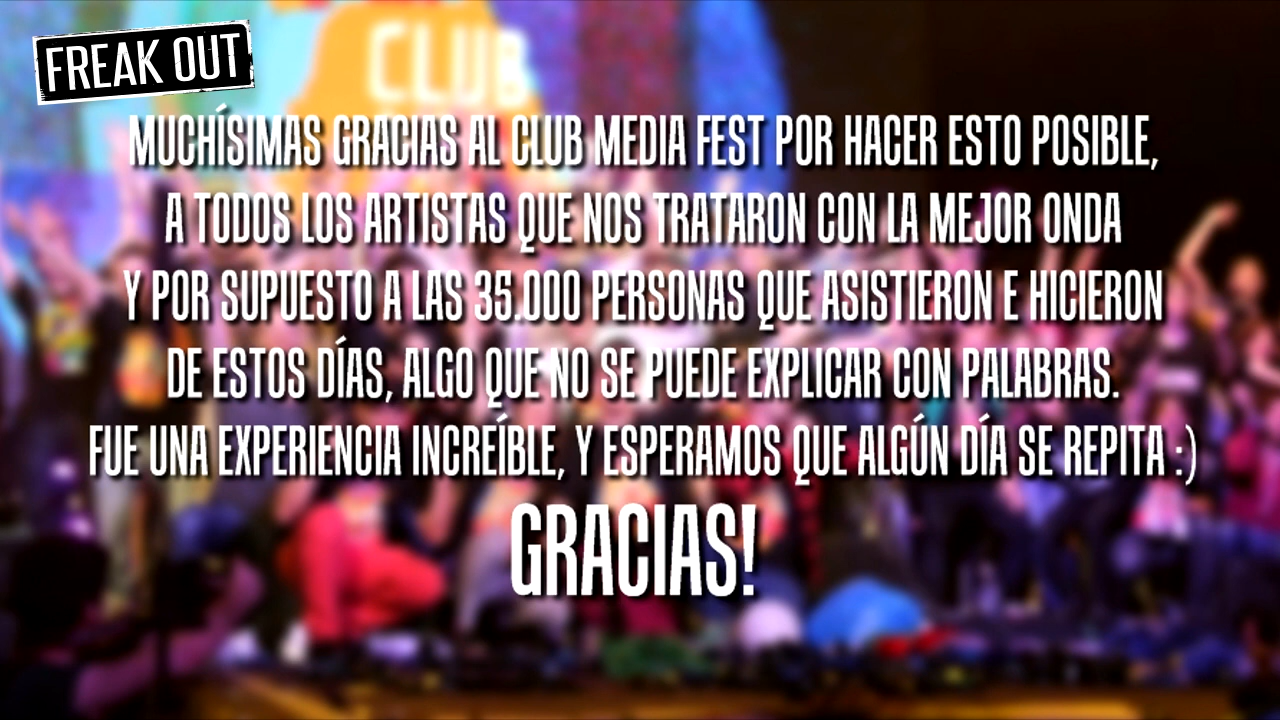 FREAK OUT
CLUB
MUCHÍSIMAS GRACIAS AL CLUB MEDIA FEST POR HACER ESTO POSIBLE,
A TODOS LOS ARTISTAS QUE NOS TRATARON CON LA MEJOR ONDA
Y POR SUPUESTO A LAS 35.000 PERSONAS QUE ASISTIERON E HICIERON
DE ESTOS DÍAS, ALGO QUE NO SE PUEDE EXPLICAR CON PALABRAS.
FUE UNA EXPERIENCIA INCREÍBLE, Y ESPERAMOS QUE ALGÚN DÍA SE REPITA :)
GRACIAS!